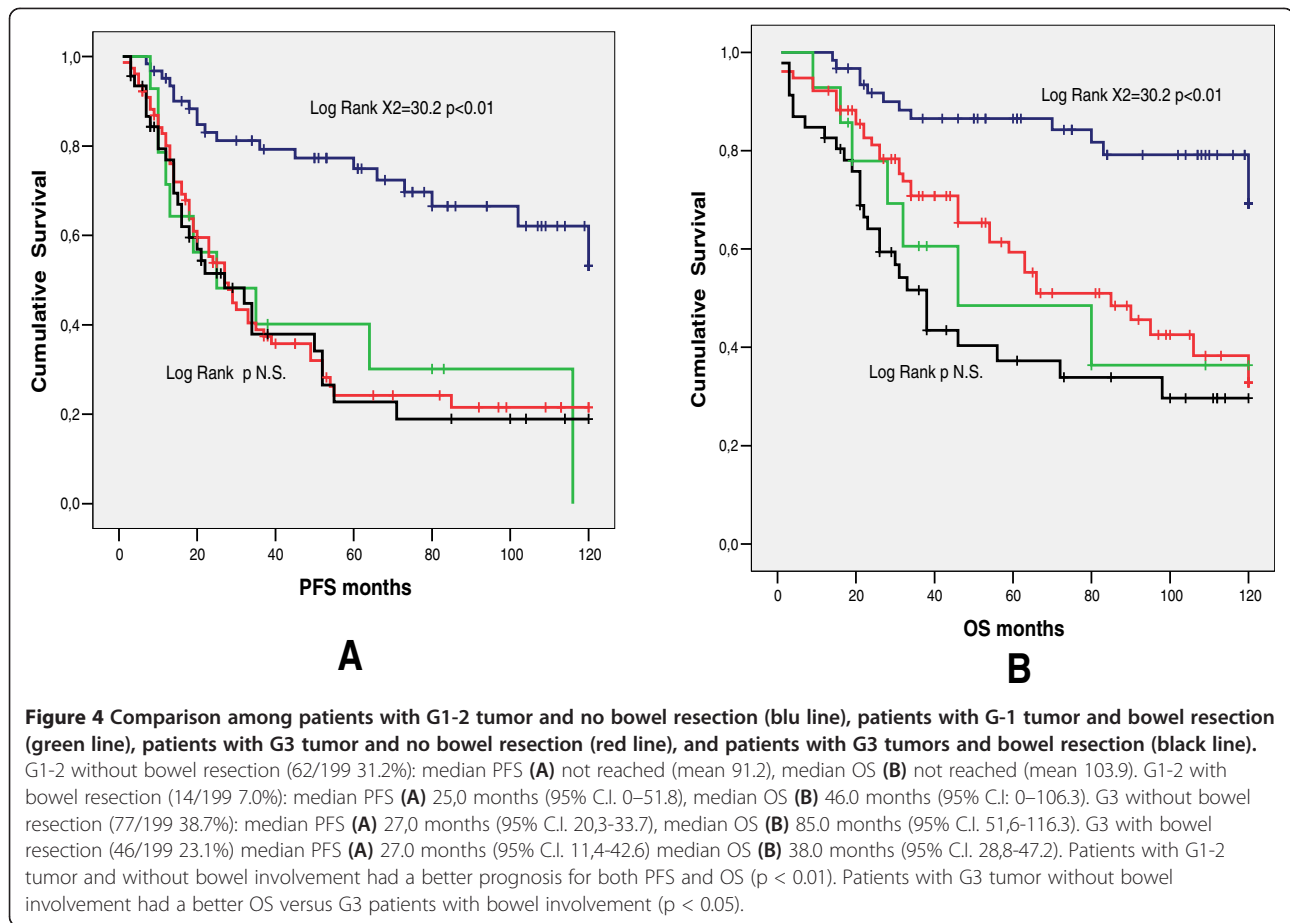 1,0
0,8
0,6
0,4
0,2
0,0
Cumulative Survival
Log Rank X2=30.2 p<0.01
Log Rank p N.S.
0 20 40 60 80 100 120
PFS months
A
1,0
0,8
0,6
0,4
0,2
0,0
Cumulative Survival
Log Rank X2=30.2 p<0.01
Log Rank p N.S.
0 20 40 60 80 100 120
OS months
B
Figure 4 Comparison among patients with G1-2 tumor and no bowel resection (blu line), patients with G-1 tumor and bowel resection
(green line), patients with G3 tumor and no bowel resection (red line), and patients with G3 tumors and bowel resection (black line).
G1-2 without bowel resection (62/199 31.2%): median PFS (A) not reached (mean 91.2), median OS (B) not reached (mean 103.9). G1-2 with
bowel resection (14/199 7.0%): median PFS (A) 25,0 months (95% C.I. 0–51.8), median OS (B) 46.0 months (95% C.I: 0–106.3). G3 without bowel
resection (77/199 38.7%): median PFS (A) 27,0 months (95% C.I. 20,3-33.7), median OS (B) 85.0 months (95% C.I. 51,6-116.3). G3 with bowel
resection (46/199 23.1%) median PFS (A) 27.0 months (95% C.I. 11,4-42.6) median OS (B) 38.0 months (95% C.I. 28,8-47.2). Patients with G1-2
tumor and without bowel involvement had a better prognosis for both PFS and OS (p < 0.01). Patients with G3 tumor without bowel
involvement had a better OS versus G3 patients with bowel involvement (p < 0.05).